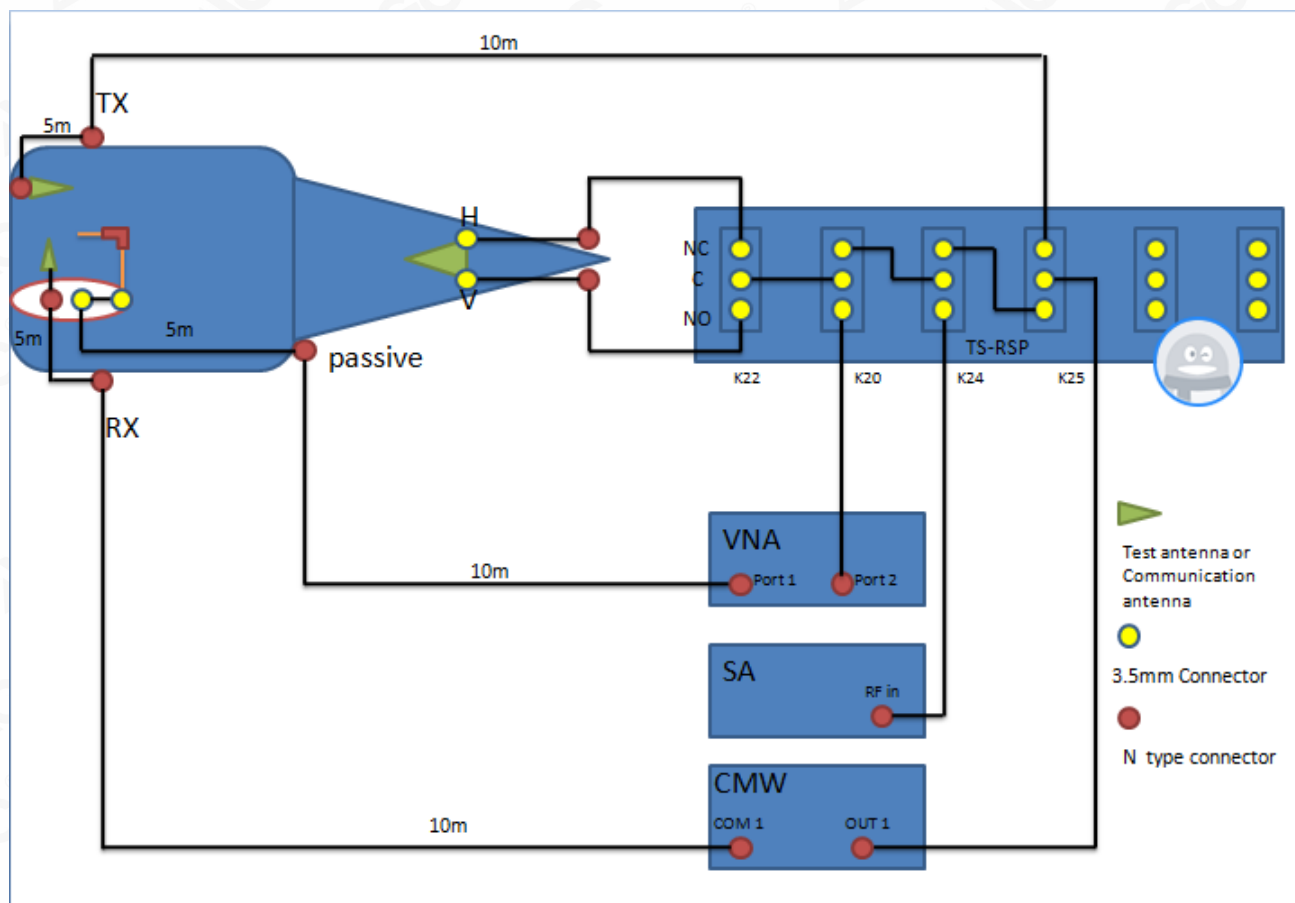 10m
TX
5m
H
V
NC
C
NO
TS-RSP
K22
K20
K24
K25
5m
5m
passive
RX
VNA
Port 1
Port 2
10m
SA
RF in
CMW
COM 1
OUT 1
10m
Test antenna or
Communication
antenna
3.5mm Connector
N type connector